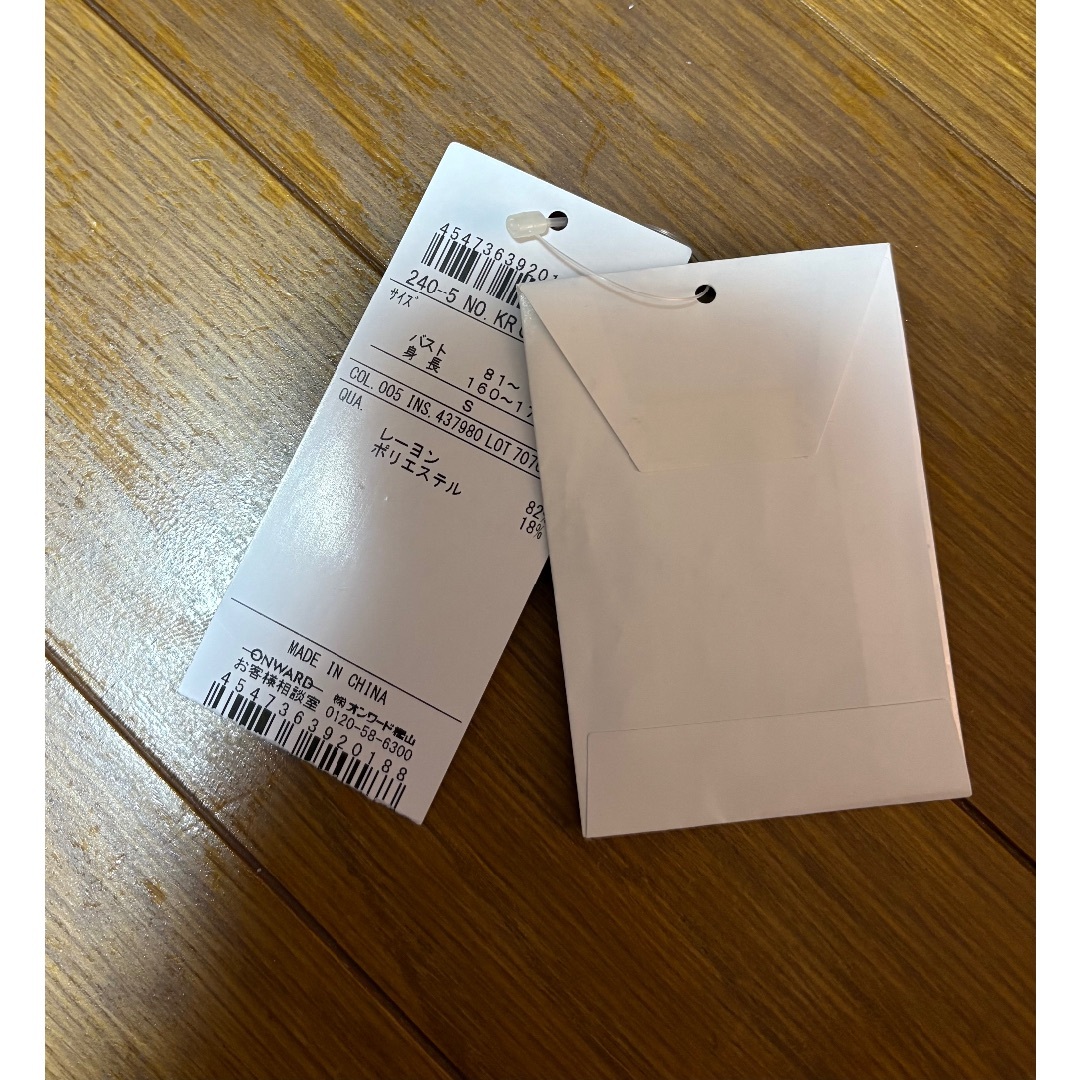 45473639201
240-5 NO. KR
サイズ
バスト 81~
身長 160~17
S
COL. 005 INS. 437980 LOT 707
QUA.
レーヨン 82
ポリエステル 18%
MADE IN CHINA
ONWARD ㈱オンワード樫山
お客様相談室 0120-58-6300
4547363920188